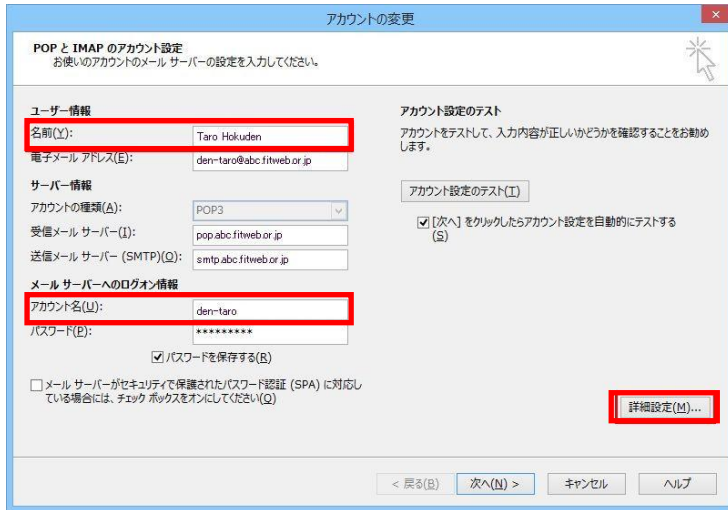 アカウントの変更
×
POP と IMAP のアカウント設定
お使いのアカウントのメール サーバーの設定を入力してください。
ユーザー情報
名前(Y):
Taro Hokuden
電子メール アドレス(E):
den-taro@abc.fitweb.or.jp
サーバー情報
アカウントの種類(A):
POP3
受信メール サーバー(I):
pop.abc.fitweb.or.jp
送信メール サーバー (SMTP)(O):
smtp.abc.fitweb.or.jp
メール サーバーへのログオン情報
アカウント名(U):
den-taro
パスワード(P):
*********
パスワードを保存する(R)
メール サーバーがセキュリティで保護されたパスワード認証 (SPA) に対応し
ている場合には、チェック ボックスをオンにしてください(Q)
アカウント設定のテスト
アカウントをテストして、入力内容が正しいかどうかを確認することをお勧め
します。
アカウント設定のテスト(T)
[次へ] をクリックしたらアカウント設定を自動的にテストする
(S)
詳細設定(M)...
< 戻る(B)
次へ(N) >
キャンセル
ヘルプ